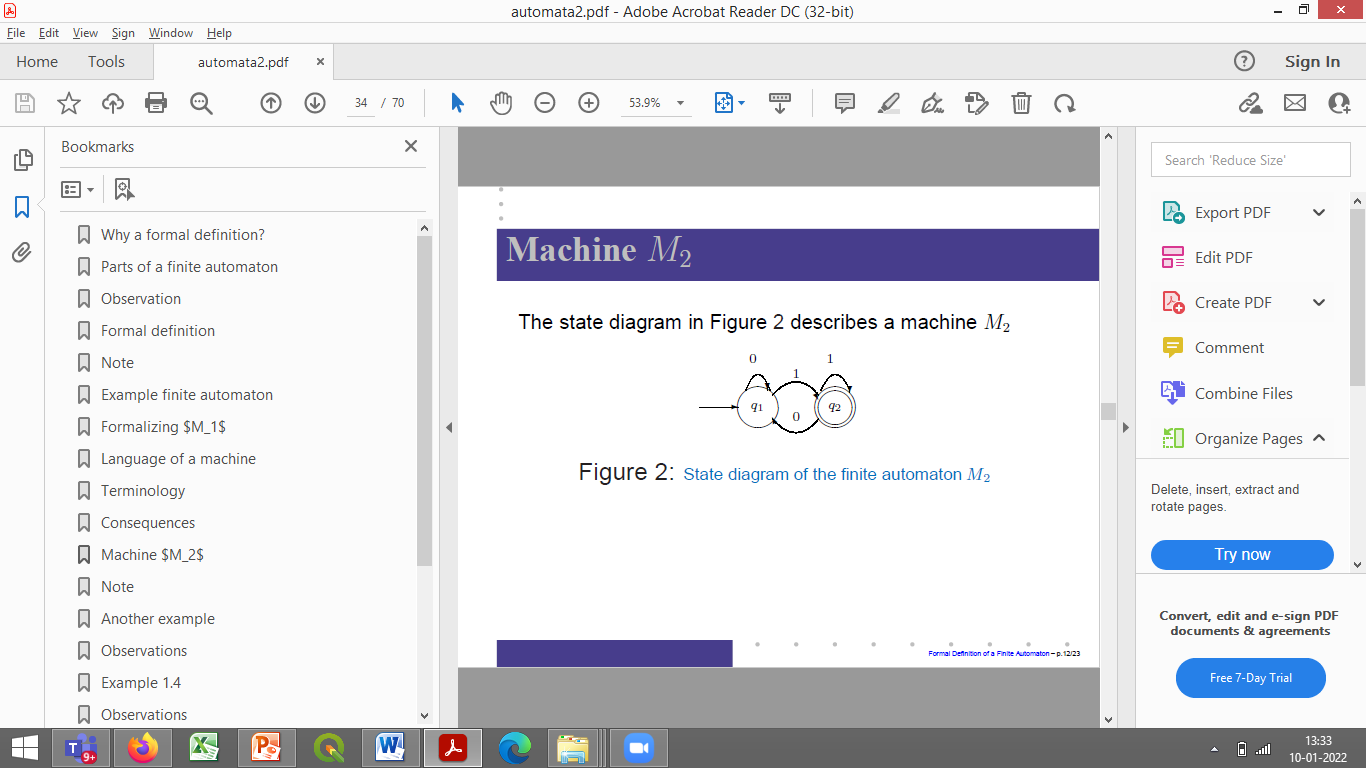 automata2.pdf - Adobe Acrobat Reader DC (32-bit)
File Edit View Sign Window Help
Home Tools automata2.pdf × Sign In
34 / 70 53.9%
Bookmarks
Why a formal definition?
Parts of a finite automaton
Observation
Formal definition
Note
Example finite automaton
Formalizing $M_1$
Language of a machine
Terminology
Consequences
Machine $M_2$
Note
Another example
Observations
Example 1.4
Observations
Machine M₂
The state diagram in Figure 2 describes a machine M₂
0 1
1
q₁ q₂
0
Figure 2: State diagram of the finite automaton M₂
Formal Definition of a Finite Automaton – p.12/23
Search 'Reduce Size'
Export PDF
Edit PDF
Create PDF
Comment
Combine Files
Organize Pages
Delete, insert, extract and
rotate pages.
Try now
Convert, edit and e-sign PDF
documents & agreements
Free 7-Day Trial
9+
13:33
10-01-2022